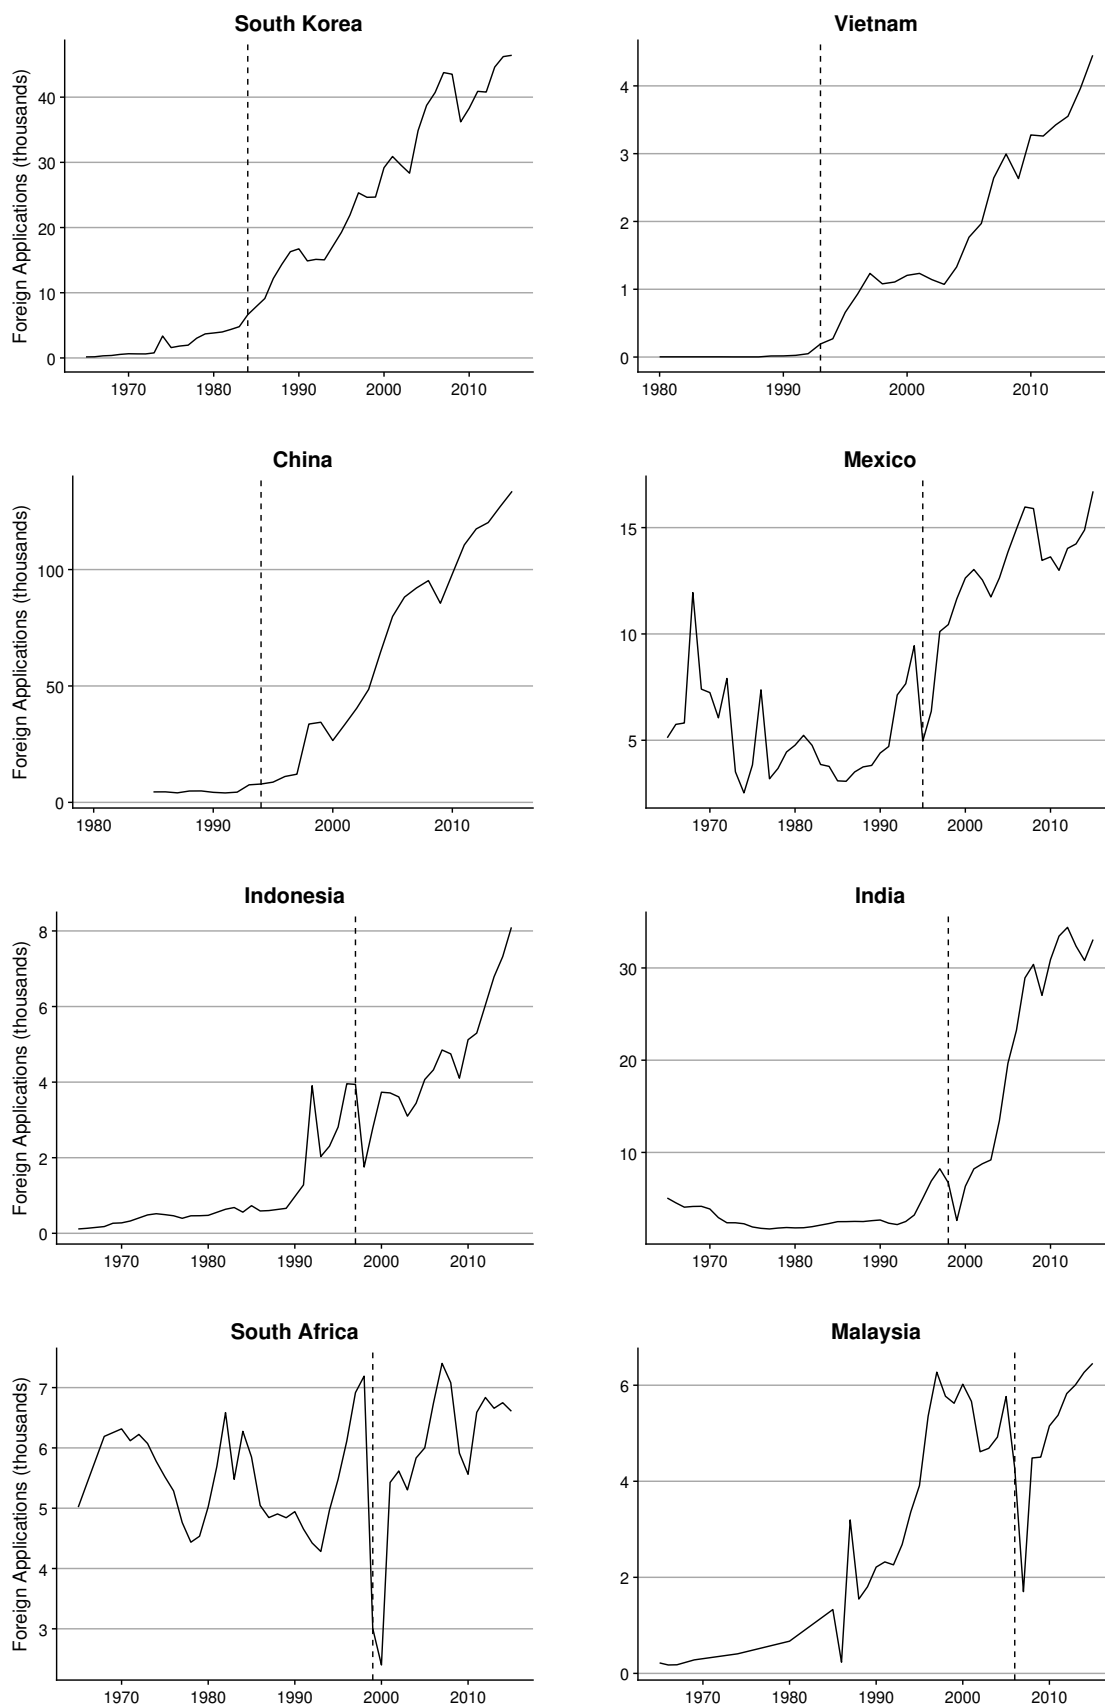 South Korea
Foreign Applications (thousands)
40
30
20
10
0
1970 1980 1990 2000 2010
Vietnam
4
3
2
1
0
1980 1990 2000 2010
China
Foreign Applications (thousands)
100
50
0
1980 1990 2000 2010
Mexico
15
10
5
1970 1980 1990 2000 2010
Indonesia
Foreign Applications (thousands)
8
6
4
2
0
1970 1980 1990 2000 2010
India
30
20
10
1970 1980 1990 2000 2010
South Africa
Foreign Applications (thousands)
7
6
5
4
3
1970 1980 1990 2000 2010
Malaysia
6
4
2
0
1970 1980 1990 2000 2010